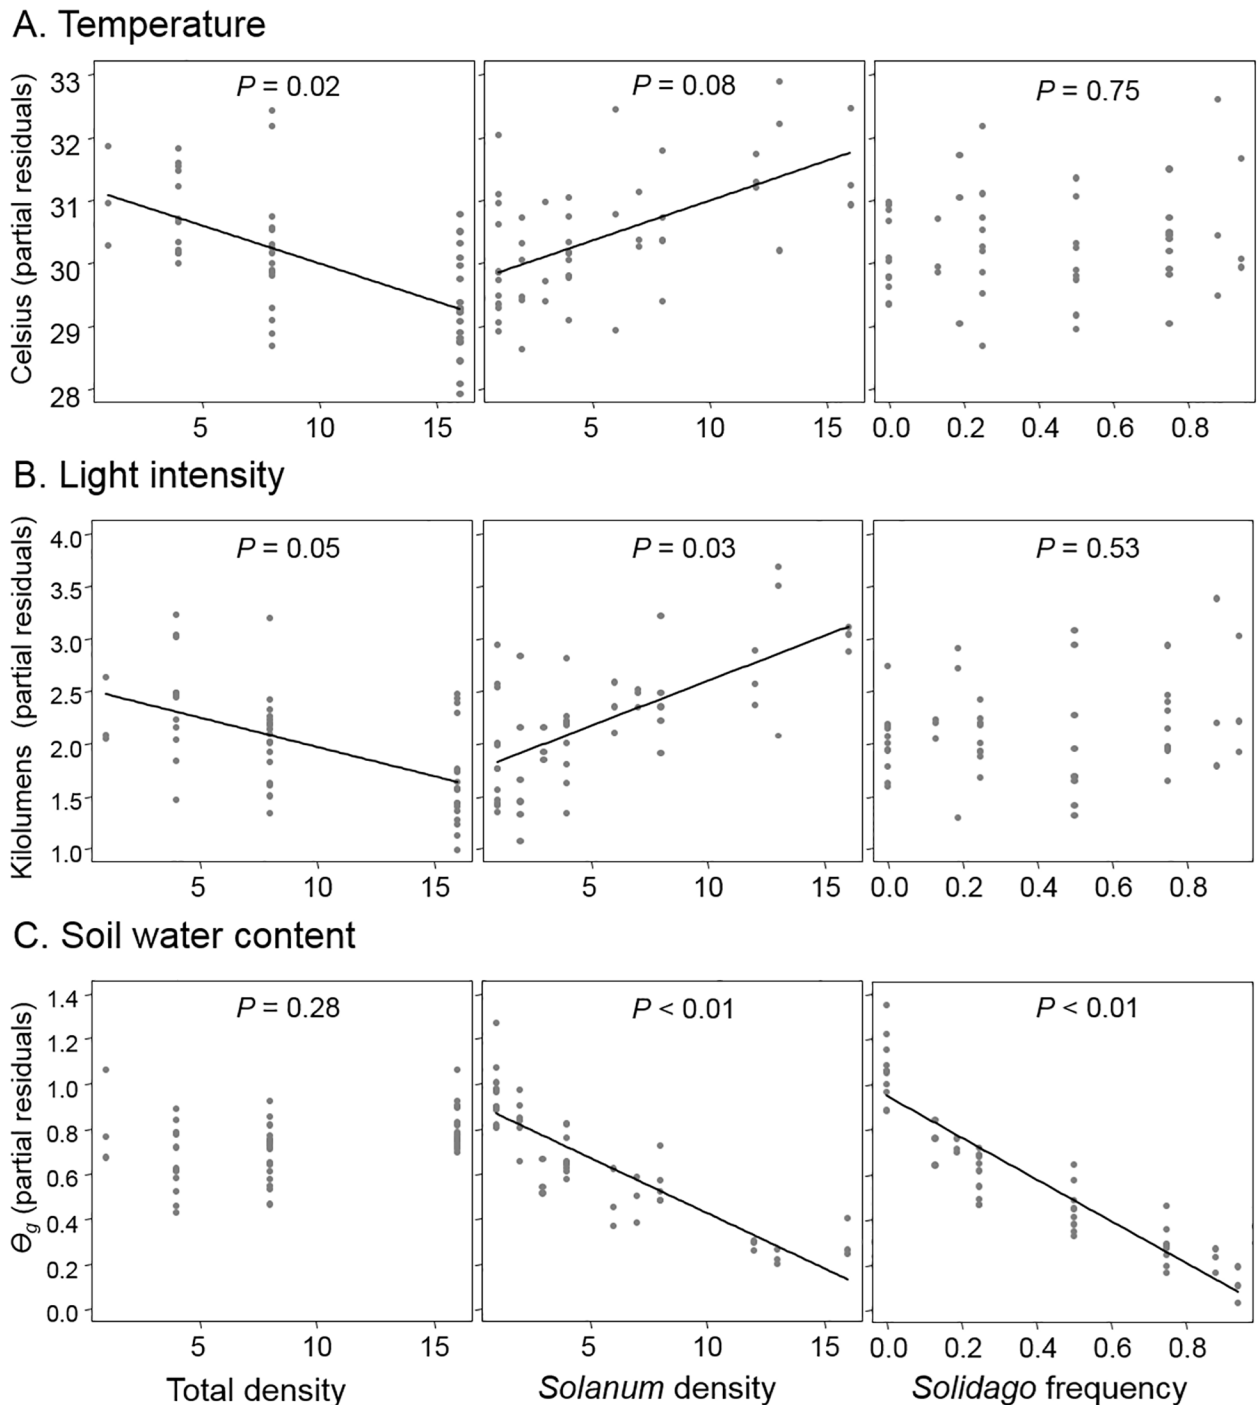 A. Temperature
Celsius (partial residuals)
33
32
31
30
29
28
P = 0.02
P = 0.08
P = 0.75
5 10 15
5 10 15
0.0 0.2 0.4 0.6 0.8
B. Light intensity
Kilolumens (partial residuals)
4.0
3.5
3.0
2.5
2.0
1.5
1.0
P = 0.05
P = 0.03
P = 0.53
5 10 15
5 10 15
0.0 0.2 0.4 0.6 0.8
C. Soil water content
Θg (partial residuals)
1.4
1.2
1.0
0.8
0.6
0.4
0.2
0.0
P = 0.28
P < 0.01
P < 0.01
5 10 15
5 10 15
0.0 0.2 0.4 0.6 0.8
Total density
Solanum density
Solidago frequency